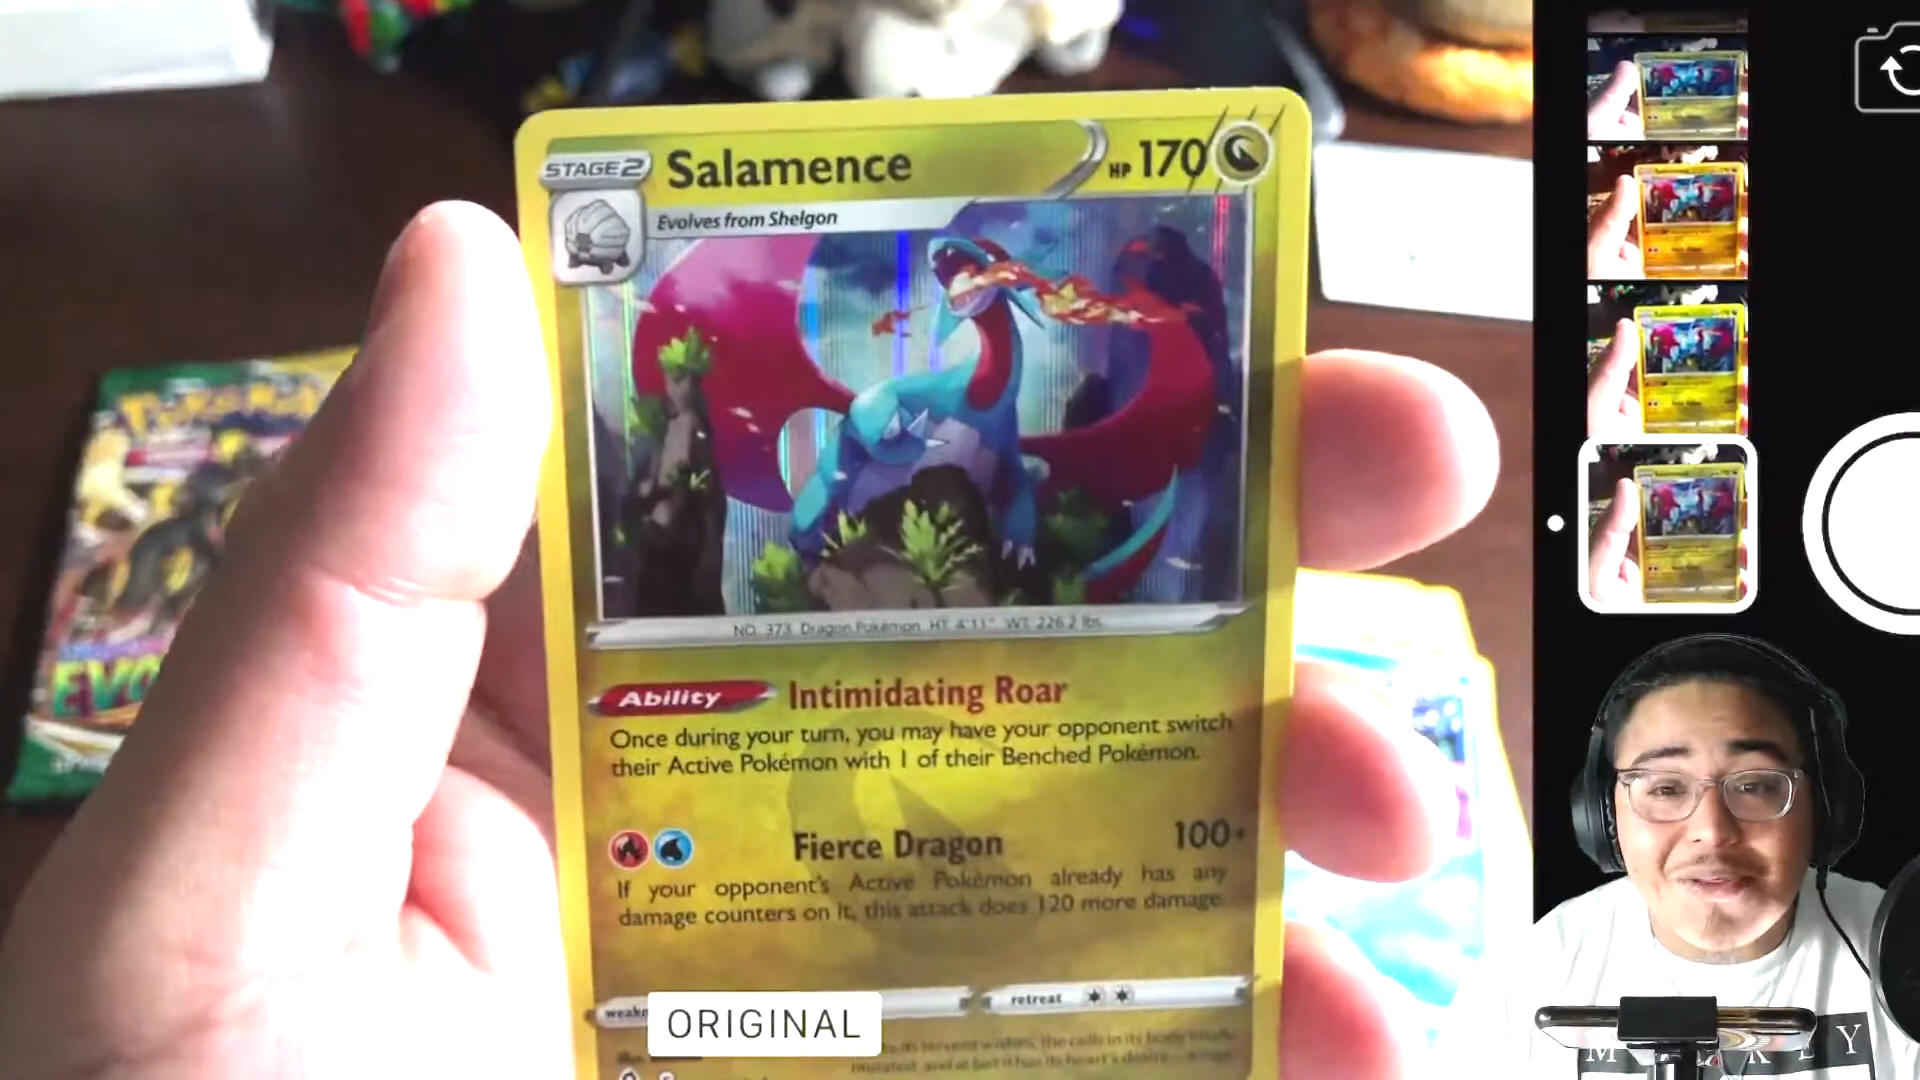 STAGE 2
Salamence
HP 170
Evolves from Shelgon
NO. 373 Dragon Pokémon HT. 4'11" WT. 226.2 lbs.
Ability Intimidating Roar
Once during your turn, you may have your opponent switch
their Active Pokémon with 1 of their Benched Pokémon.
Fierce Dragon 100+
If your opponent's Active Pokémon already has any
damage counters on it, this attack does 120 more damage.
retreat
ORIGINAL